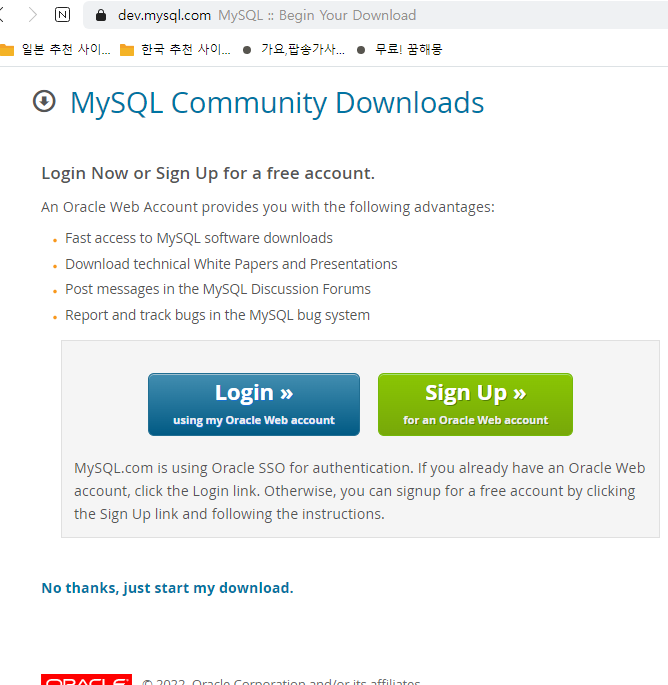 N dev.mysql.com MySQL :: Begin Your Download
일본 추천 사이... 한국 추천 사이... 가요,팝송가사... 무료! 꿈해몽
MySQL Community Downloads
Login Now or Sign Up for a free account.
An Oracle Web Account provides you with the following advantages:
Fast access to MySQL software downloads
Download technical White Papers and Presentations
Post messages in the MySQL Discussion Forums
Report and track bugs in the MySQL bug system
Login » Sign Up »
using my Oracle Web account for an Oracle Web account
MySQL.com is using Oracle SSO for authentication. If you already have an Oracle Web
account, click the Login link. Otherwise, you can signup for a free account by clicking
the Sign Up link and following the instructions.
No thanks, just start my download.
ORACLE © 2022, Oracle Corporation and/or its affiliates